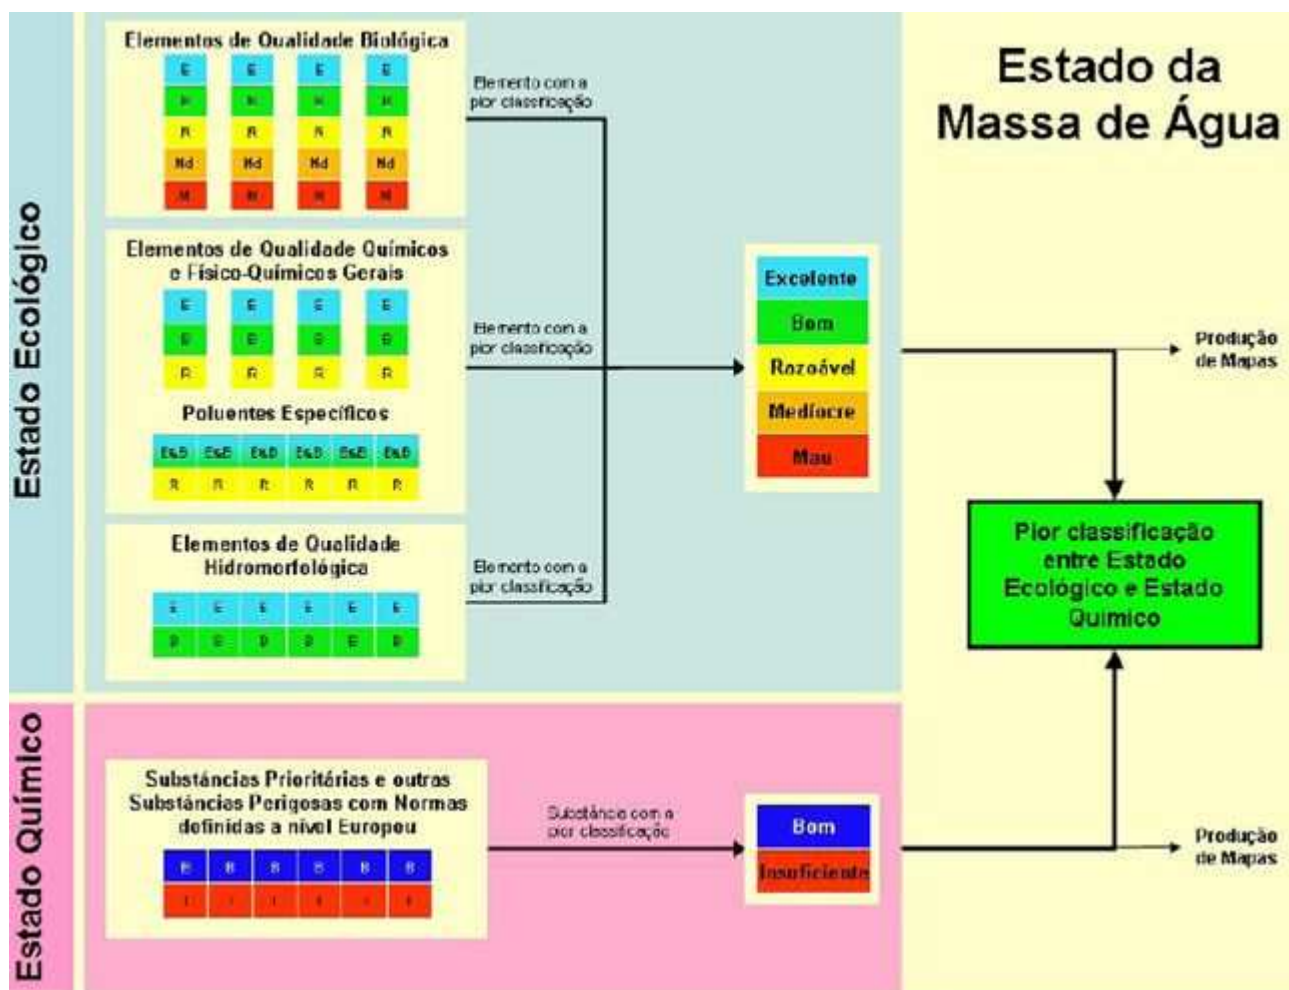 Estado da
Massa de Água
Estado Ecológico
Elementos de Qualidade Biológica
E E E E
R R R R
Md Md Md Md
M M M M
Elemento com a
pior classificação
Elementos de Qualidade Químicos
e Físico-Químicos Gerais
E E E E
B B B B
R R R R
Elemento com a
pior classificação
Poluentes Específicos
E&B E&B E&B E&B E&B E&B
R R R R R R
Elementos de Qualidade
Hidromorfológica
E E E E E E
B B B B B B
Elemento com a
pior classificação
Excelente
Bom
Razoável
Medíocre
Mau
Produção
de Mapas
Pior classificação
entre Estado
Ecológico e Estado
Químico
Estado Químico
Substâncias Prioritárias e outras
Substâncias Perigosas com Normas
definidas a nível Europeu
B B B B B B
I I I I I I
Substância com a
pior classificação
Bom
Insuficiente
Produção
de Mapas